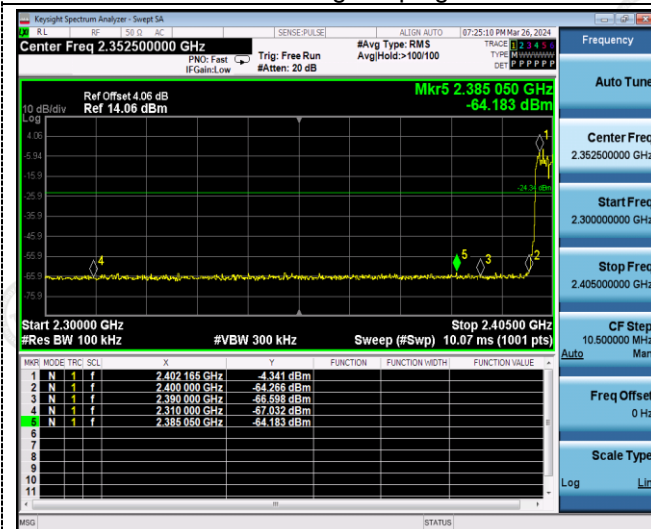 Keysight Spectrum Analyzer - Swept SA
RL RF 50 Ω AC SENSE:PULSE ALIGN AUTO 07:25:10 PM Mar 26, 2024
Center Freq 2.352500000 GHz
PNO: Fast
IFGain:Low
Trig: Free Run
#Atten: 20 dB
#Avg Type: RMS
Avg|Hold:>100/100
TRACE 1 2 3 4 5 6
TYPE M
DET P P P P P P
Ref Offset 4.06 dB
Ref 14.06 dBm
10 dB/div
Log
Mkr5 2.385 050 GHz
-64.183 dBm
4.06
-5.94
-15.9
-25.9
-35.9
-45.9
-55.9
-65.9
-75.9
-24.34 dBm
1
2
3
4
5
Start 2.30000 GHz Stop 2.40500 GHz
#Res BW 100 kHz #VBW 300 kHz Sweep (#Swp) 10.07 ms (1001 pts)
MKR MODE TRC SCL X Y FUNCTION FUNCTION WIDTH FUNCTION VALUE
1 N 1 f 2.402 165 GHz -4.341 dBm
2 N 1 f 2.400 000 GHz -64.266 dBm
3 N 1 f 2.390 000 GHz -66.598 dBm
4 N 1 f 2.310 000 GHz -67.032 dBm
5 N 1 f 2.385 050 GHz -64.183 dBm
6
7
8
9
10
11
MSG STATUS
Frequency
Auto Tune
Center Freq
2.352500000 GHz
Start Freq
2.300000000 GHz
Stop Freq
2.405000000 GHz
CF Step
10.500000 MHz
Auto Man
Freq Offset
0 Hz
Scale Type
Log Lin